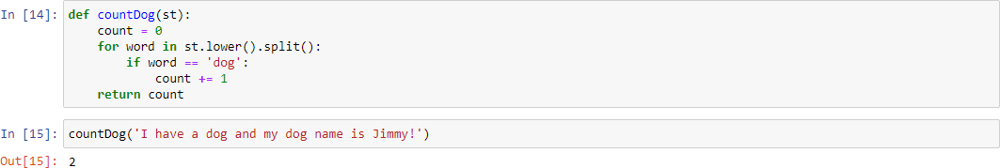 In [14]: def countDog(st):
    count = 0
    for word in st.lower().split():
        if word == 'dog':
            count += 1
    return count
In [15]: countDog('I have a dog and my dog name is Jimmy!')
Out[15]: 2